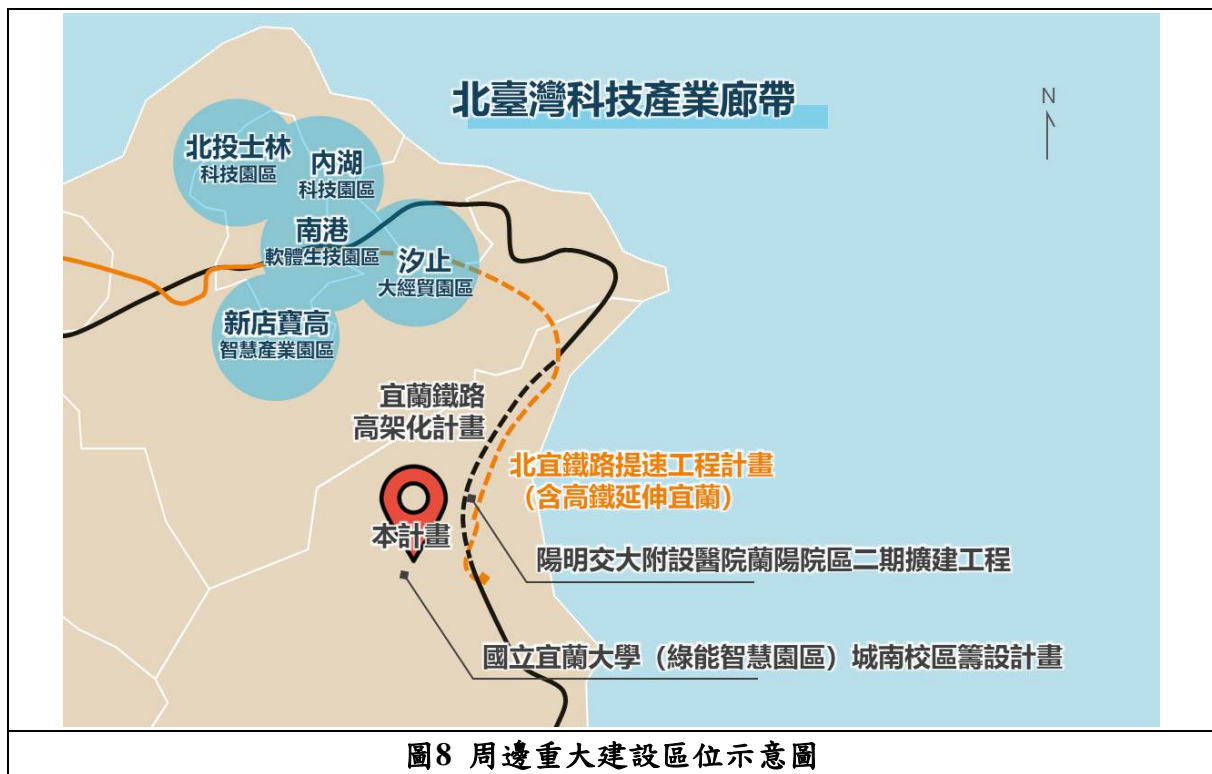 北臺灣科技產業廊帶
N
北投士林
科技園區
內湖
科技園區
南港
軟體生技園區
汐止
大經貿園區
新店寶高
智慧產業園區
宜蘭鐵路
高架化計畫
北宜鐵路提速工程計畫
（含高鐵延伸宜蘭）
本計畫
陽明交大附設醫院蘭陽院區二期擴建工程
國立宜蘭大學（綠能智慧園區）城南校區籌設計畫
圖8 周邊重大建設區位示意圖